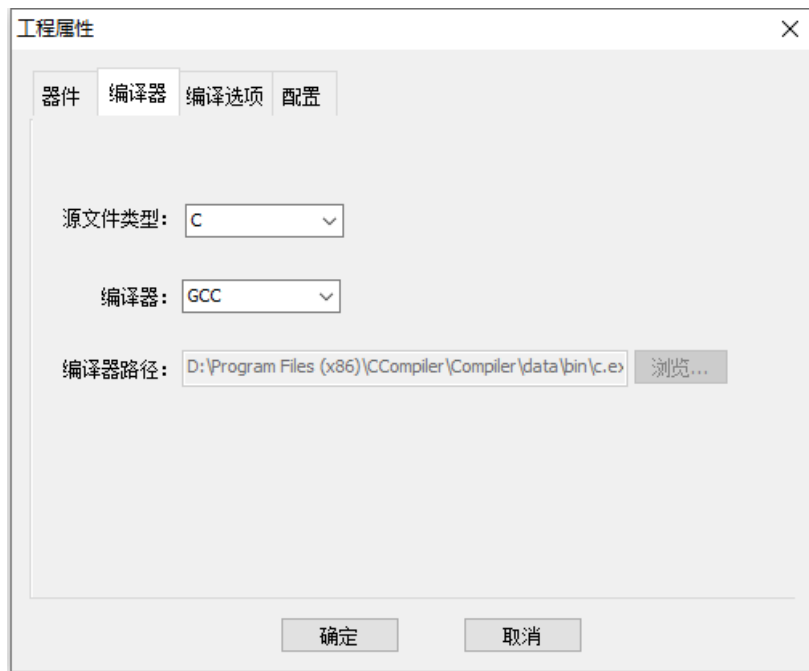 工程属性
器件 编译器 编译选项 配置
源文件类型： C
编译器： GCC
编译器路径： D:\Program Files (x86)\CCompiler\Compiler\data\bin\c.ex 浏览...
确定 取消